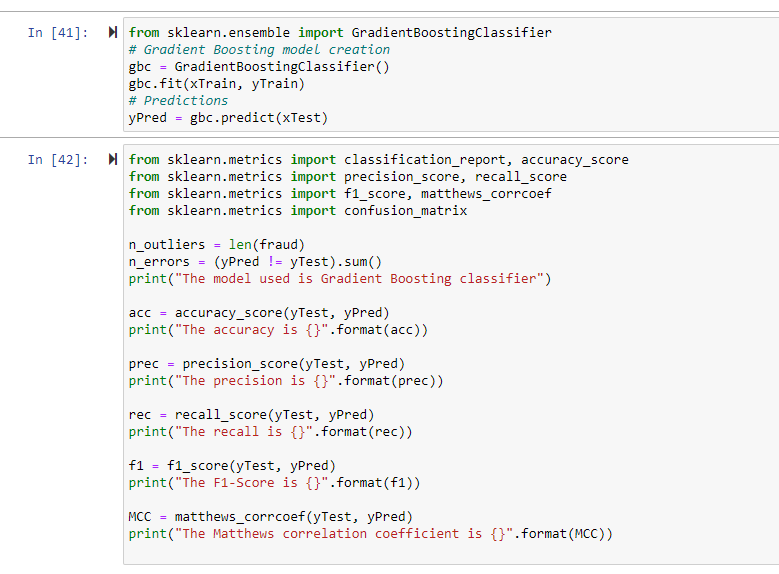 In [41]:
from sklearn.ensemble import GradientBoostingClassifier
# Gradient Boosting model creation
gbc = GradientBoostingClassifier()
gbc.fit(xTrain, yTrain)
# Predictions
yPred = gbc.predict(xTest)
In [42]:
from sklearn.metrics import classification_report, accuracy_score
from sklearn.metrics import precision_score, recall_score
from sklearn.metrics import f1_score, matthews_corrcoef
from sklearn.metrics import confusion_matrix
n_outliers = len(fraud)
n_errors = (yPred != yTest).sum()
print("The model used is Gradient Boosting classifier")
acc = accuracy_score(yTest, yPred)
print("The accuracy is {}".format(acc))
prec = precision_score(yTest, yPred)
print("The precision is {}".format(prec))
rec = recall_score(yTest, yPred)
print("The recall is {}".format(rec))
f1 = f1_score(yTest, yPred)
print("The F1-Score is {}".format(f1))
MCC = matthews_corrcoef(yTest, yPred)
print("The Matthews correlation coefficient is {}".format(MCC))